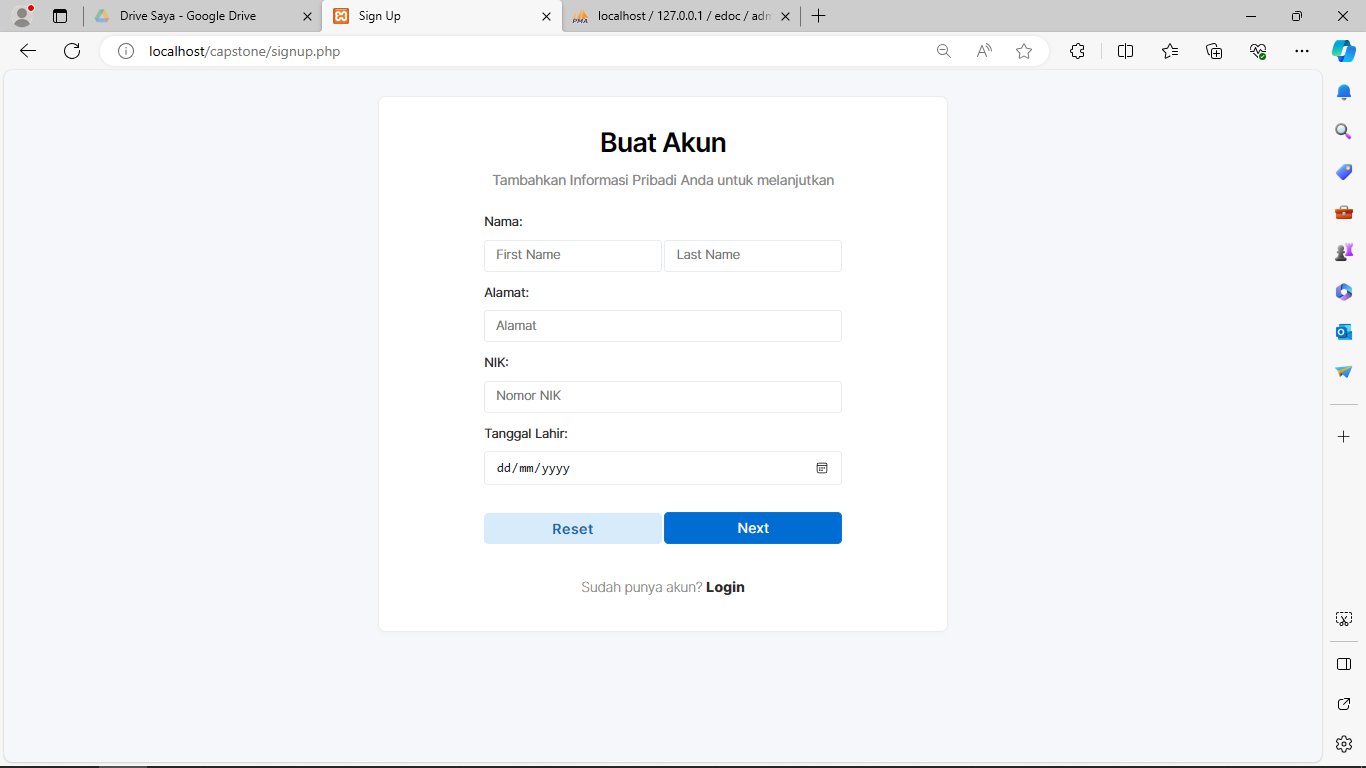 Drive Saya - Google Drive
Sign Up
PMA
localhost / 127.0.0.1 / edoc / adm
localhost/capstone/signup.php
Buat Akun
Tambahkan Informasi Pribadi Anda untuk melanjutkan
Nama:
First Name Last Name
Alamat:
Alamat
NIK:
Nomor NIK
Tanggal Lahir:
dd/mm/yyyy
Reset Next
Sudah punya akun? Login